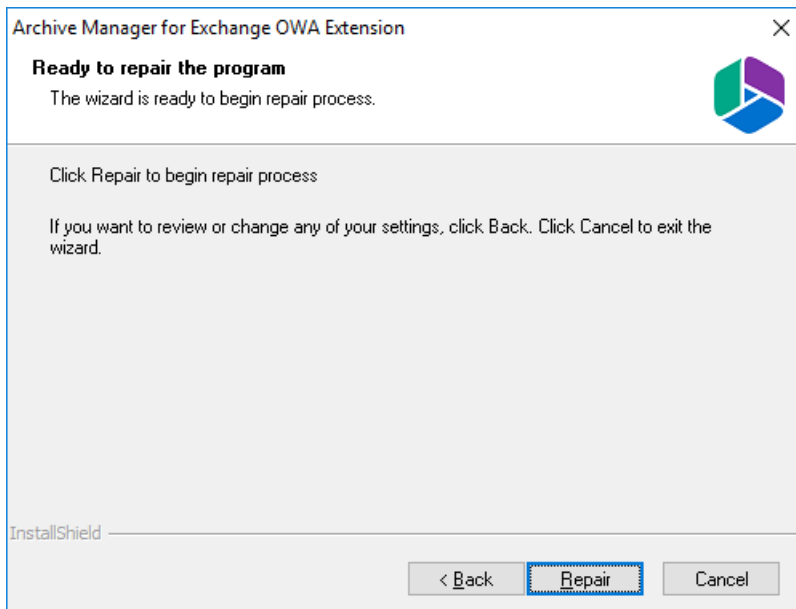 Archive Manager for Exchange OWA Extension
Ready to repair the program
The wizard is ready to begin repair process.
Click Repair to begin repair process
If you want to review or change any of your settings, click Back. Click Cancel to exit the
wizard.
InstallShield
< Back
Repair
Cancel